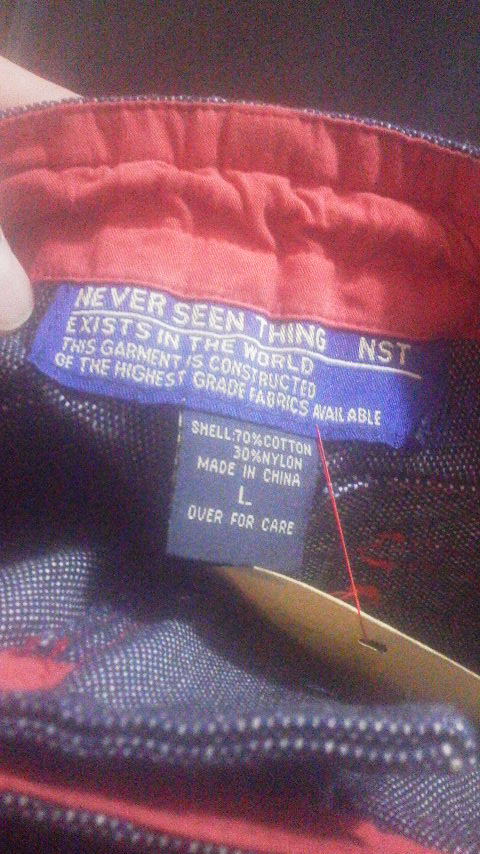 NEVER SEEN THING NST
EXISTS IN THE WORLD
THIS GARMENT IS CONSTRUCTED
OF THE HIGHEST GRADE FABRICS AVAILABLE
SHELL:70%COTTON
30%NYLON
MADE IN CHINA
L
OVER FOR CARE